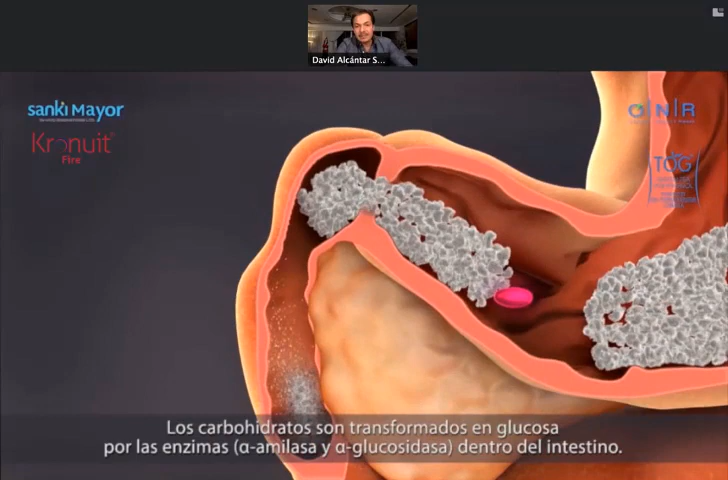 David Alcántar S...
sanki Mayor
Kronuit®
Fire
TOG
Los carbohidratos son transformados en glucosa
por las enzimas (α-amilasa y α-glucosidasa) dentro del intestino.